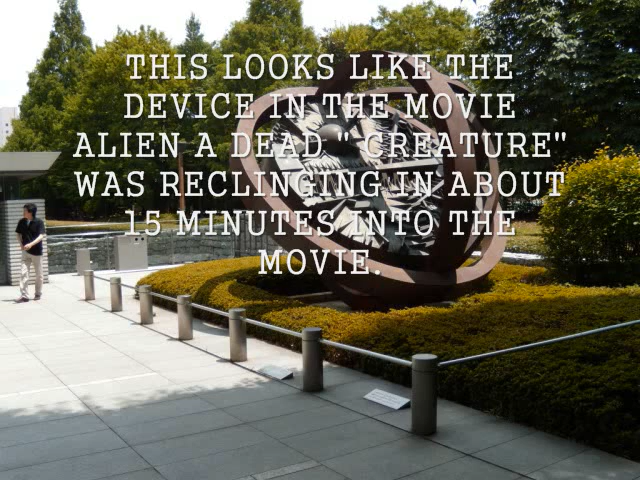 THIS LOOKS LIKE THE
DEVICE IN THE MOVIE
ALIEN A DEAD " CREATURE"
WAS RECLINGING IN ABOUT
15 MINUTES INTO THE
MOVIE.